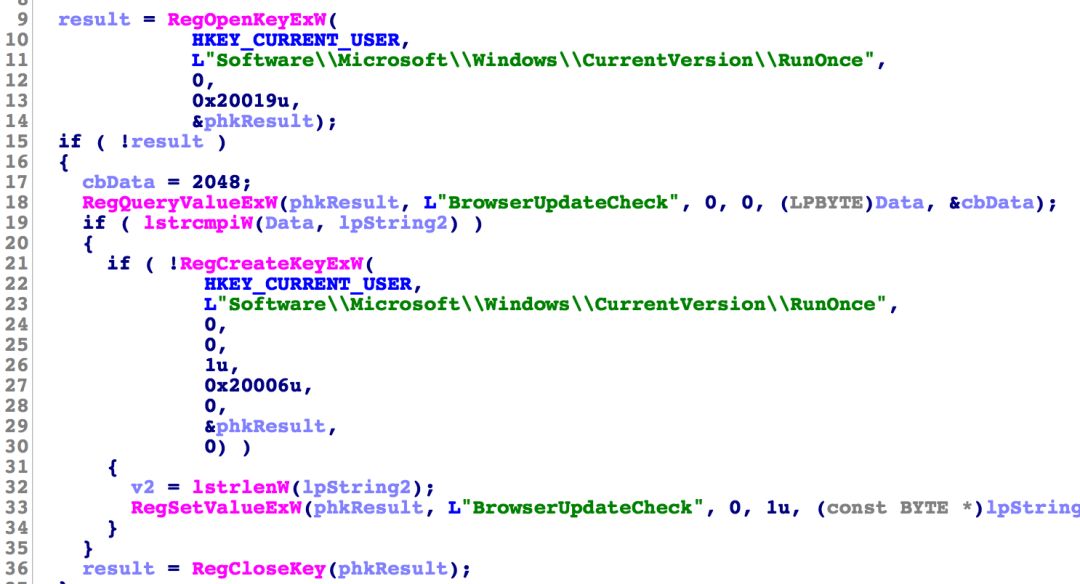 9 result = RegOpenKeyExW(
10 HKEY_CURRENT_USER,
11 L"Software\\Microsoft\\Windows\\CurrentVersion\\RunOnce",
12 0,
13 0x20019u,
14 &phkResult);
15 if ( !result )
16 {
17 cbData = 2048;
18 RegQueryValueExW(phkResult, L"BrowserUpdateCheck", 0, 0, (LPBYTE)Data, &cbData);
19 if ( lstrcmpiW(Data, lpString2) )
20 {
21 if ( !RegCreateKeyExW(
22 HKEY_CURRENT_USER,
23 L"Software\\Microsoft\\Windows\\CurrentVersion\\RunOnce",
24 0,
25 0,
26 1u,
27 0x20006u,
28 0,
29 &phkResult,
30 0) )
31 {
32 v2 = lstrlenW(lpString2);
33 RegSetValueExW(phkResult, L"BrowserUpdateCheck", 0, 1u, (const BYTE *)lpString
34 }
35 }
36 result = RegCloseKey(phkResult);